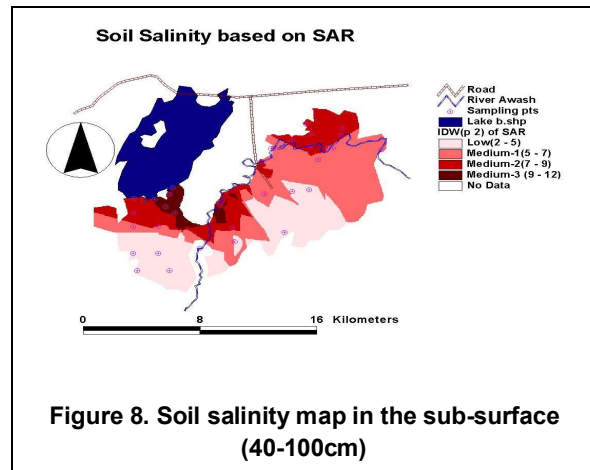 Soil Salinity based on SAR
Road
River Awash
Sampling pts
Lake b.shp
IDW(p 2) of SAR
Low(2 - 5)
Medium-1(5 - 7)
Medium-2(7 - 9)
Medium-3 (9 - 12)
No Data
0 8 16 Kilometers
Figure 8. Soil salinity map in the sub-surface
(40-100cm)